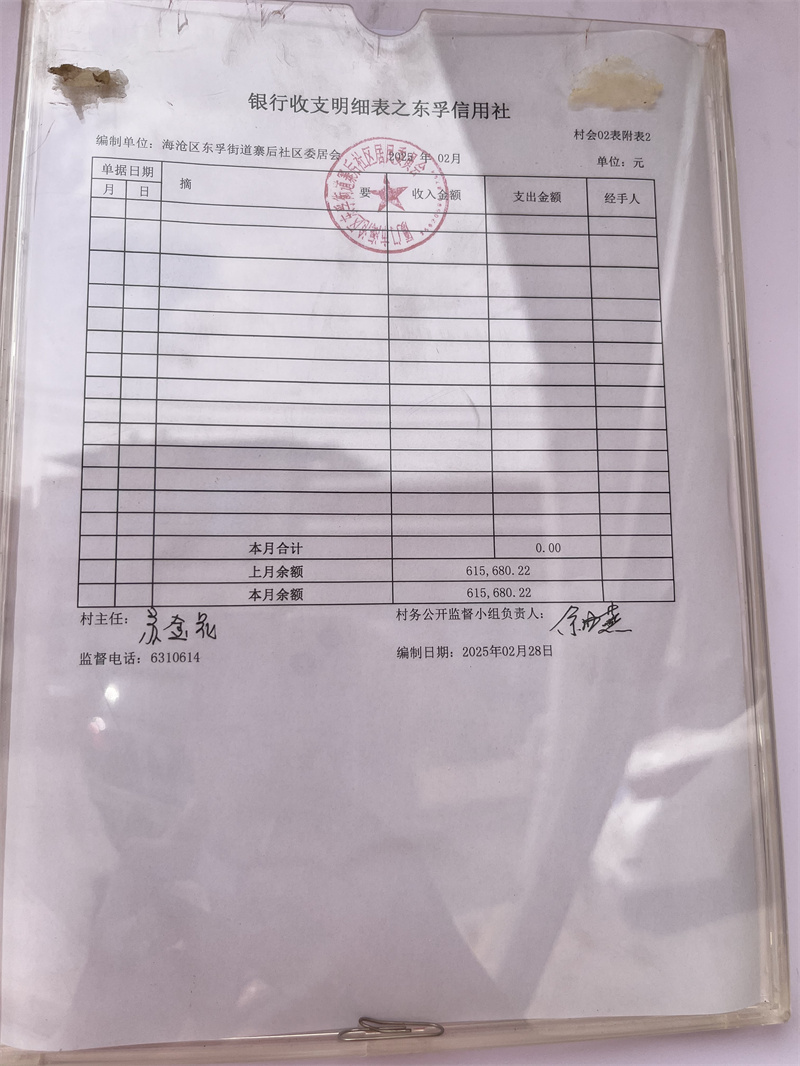 银行收支明细表之东孚信用社
村会02表附表2
编制单位：海沧区东孚街道寨后社区委居会 2025 年 02月 单位：元
单据日期 摘 要 收入金额 支出金额 经手人
月 日
本月合计 0.00
上月余额 615,680.22
本月余额 615,680.22
村主任： 村务公开监督小组负责人：
监督电话：6310614 编制日期：2025年02月28日